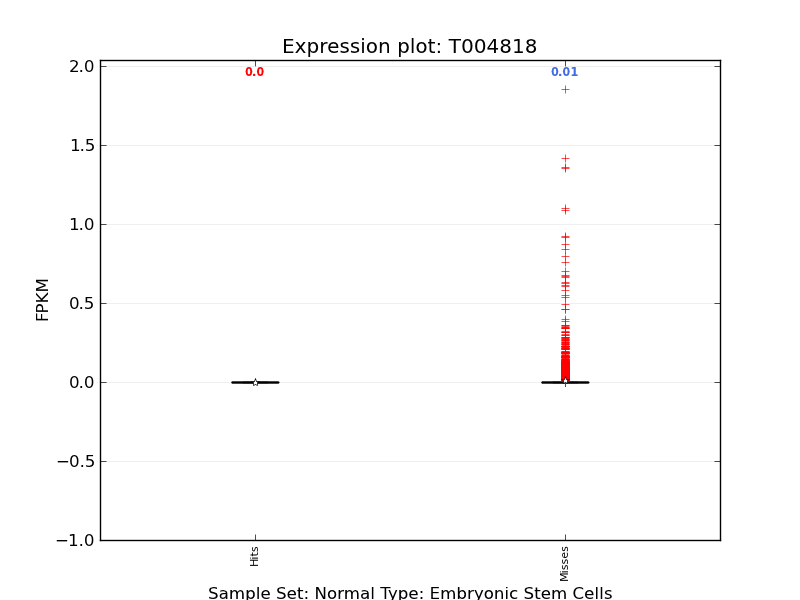 Expression plot: T004818
0.0
0.01
2.0
1.5
1.0
0.5
0.0
−0.5
−1.0
FPKM
Hits
Misses
Sample Set: Normal Type: Embryonic Stem Cells